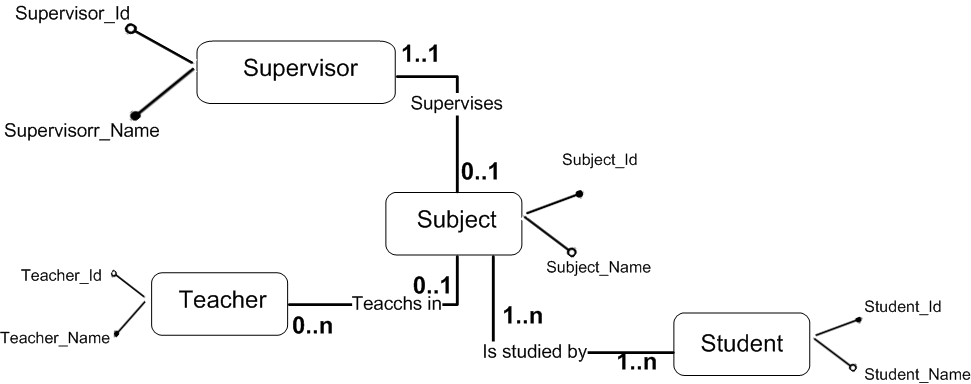 Supervisor_Id
1..1
Supervisor
Supervises
Supervisorr_Name
Subject_Id
0..1
Subject
Subject_Name
Teacher_Id
0..1
Teacher
Teacchs in
0..n
Teacher_Name
1..n
Student_Id
Student
Is studied by
1..n
Student_Name